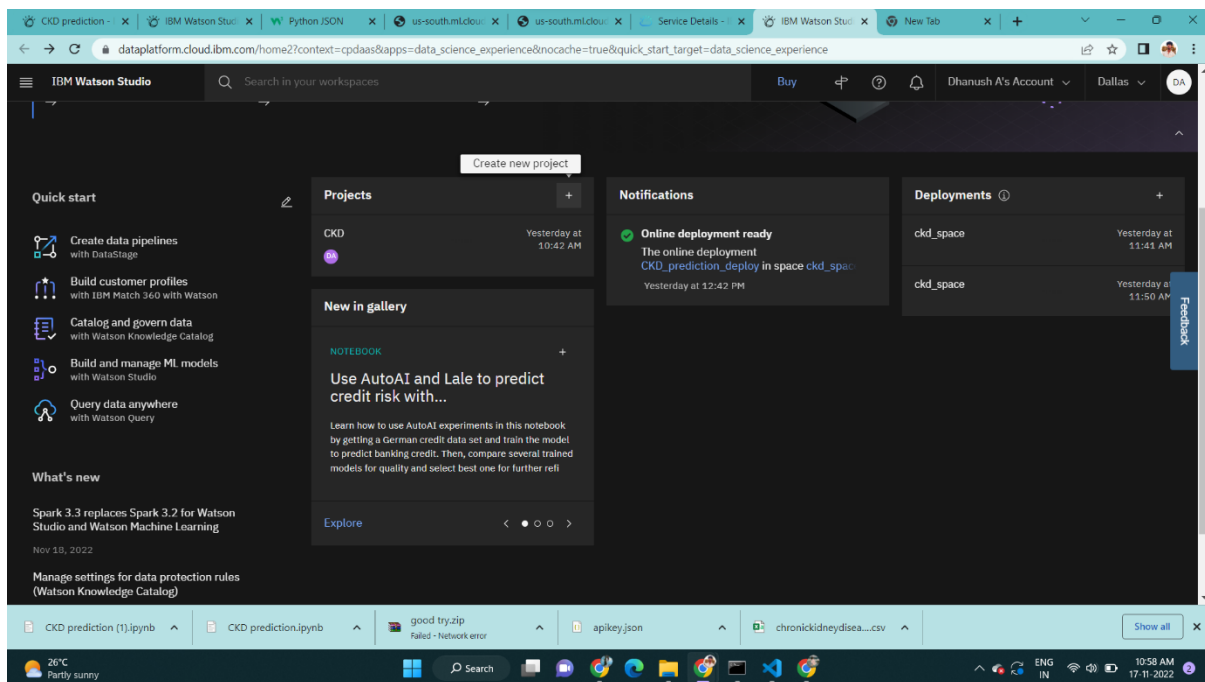 CKD prediction -
IBM Watson Studi
Python JSON
us-south.ml.cloud
us-south.ml.cloud
Service Details - I
IBM Watson Studi
New Tab
dataplatform.cloud.ibm.com/home2?context=cpdaas&apps=data_science_experience&nocache=true&quick_start_target=data_science_experience
IBM Watson Studio
Search in your workspaces
Buy
Dhanush A's Account
Dallas
DA
Create new project
Quick start
Create data pipelines
with DataStage
Build customer profiles
with IBM Match 360 with Watson
Catalog and govern data
with Watson Knowledge Catalog
Build and manage ML models
with Watson Studio
Query data anywhere
with Watson Query
What's new
Spark 3.3 replaces Spark 3.2 for Watson
Studio and Watson Machine Learning
Nov 18, 2022
Manage settings for data protection rules
(Watson Knowledge Catalog)
Projects
+
CKD
Yesterday at
10:42 AM
DA
New in gallery
NOTEBOOK
+
Use AutoAI and Lale to predict
credit risk with...
Learn how to use AutoAI experiments in this notebook
by getting a German credit data set and train the model
to predict banking credit. Then, compare several trained
models for quality and select best one for further refi
Explore
Notifications
Online deployment ready
The online deployment
CKD_prediction_deploy in space ckd_spac
Yesterday at 12:42 PM
Deployments
+
ckd_space
Yesterday at
11:41 AM
ckd_space
Yesterday at
11:50 AM
Feedback
CKD prediction (1).ipynb
CKD prediction.ipynb
good try.zip
Failed - Network error
apikey.json
chronickidneydisea....csv
Show all
26°C
Partly sunny
Search
ENG
IN
10:58 AM
17-11-2022
2